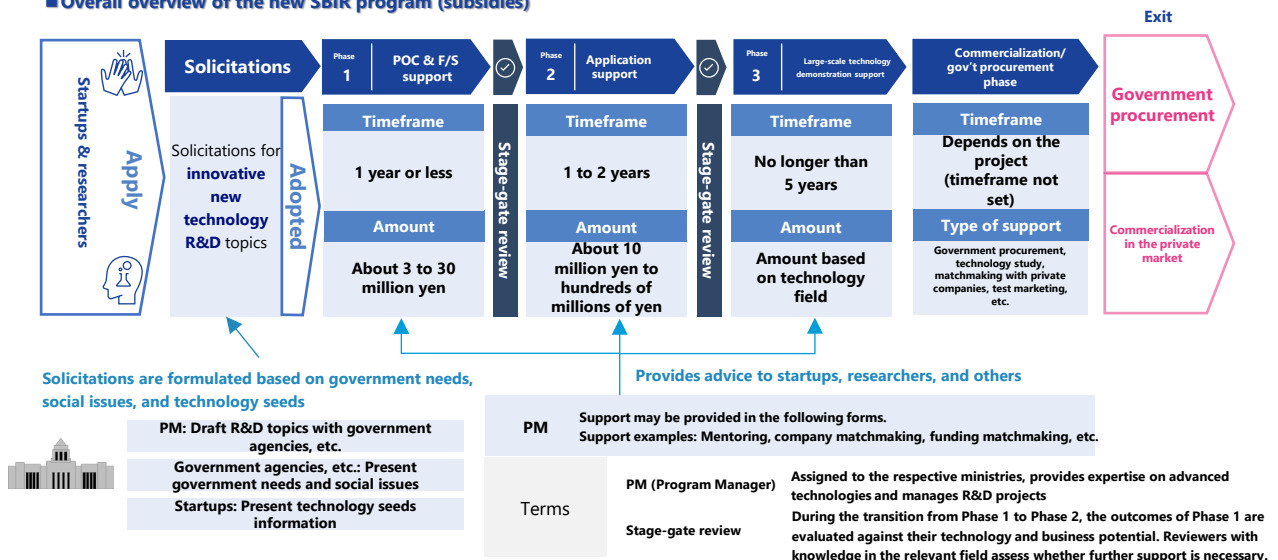 ■Overall overview of the new SBIR program (subsidies)
Exit
Startups & researchers
Apply
Solicitations
Solicitations for
innovative
new
technology
R&D topics
Adopted
Phase
1
POC & F/S
support
Timeframe
1 year or less
Amount
About 3 to 30
million yen
Stage-gate review
Phase
2
Application
support
Timeframe
1 to 2 years
Amount
About 10
million yen to
hundreds of
millions of yen
Stage-gate review
Phase
3
Large-scale technology
demonstration support
Timeframe
No longer than
5 years
Amount
Amount based
on technology
field
Commercialization/
gov't procurement
phase
Timeframe
Depends on the
project
(timeframe not
set)
Type of support
Government procurement,
technology study,
matchmaking with private
companies, test marketing,
etc.
Government
procurement
Commercialization
in the private
market
Solicitations are formulated based on government needs,
social issues, and technology seeds
PM: Draft R&D topics with government
agencies, etc.
Government agencies, etc.: Present
government needs and social issues
Startups: Present technology seeds
information
Provides advice to startups, researchers, and others
PM
Support may be provided in the following forms.
Support examples: Mentoring, company matchmaking, funding matchmaking, etc.
Terms
PM (Program Manager)
Assigned to the respective ministries, provides expertise on advanced
technologies and manages R&D projects
Stage-gate review
During the transition from Phase 1 to Phase 2, the outcomes of Phase 1 are
evaluated against their technology and business potential. Reviewers with
knowledge in the relevant field assess whether further support is necessary.